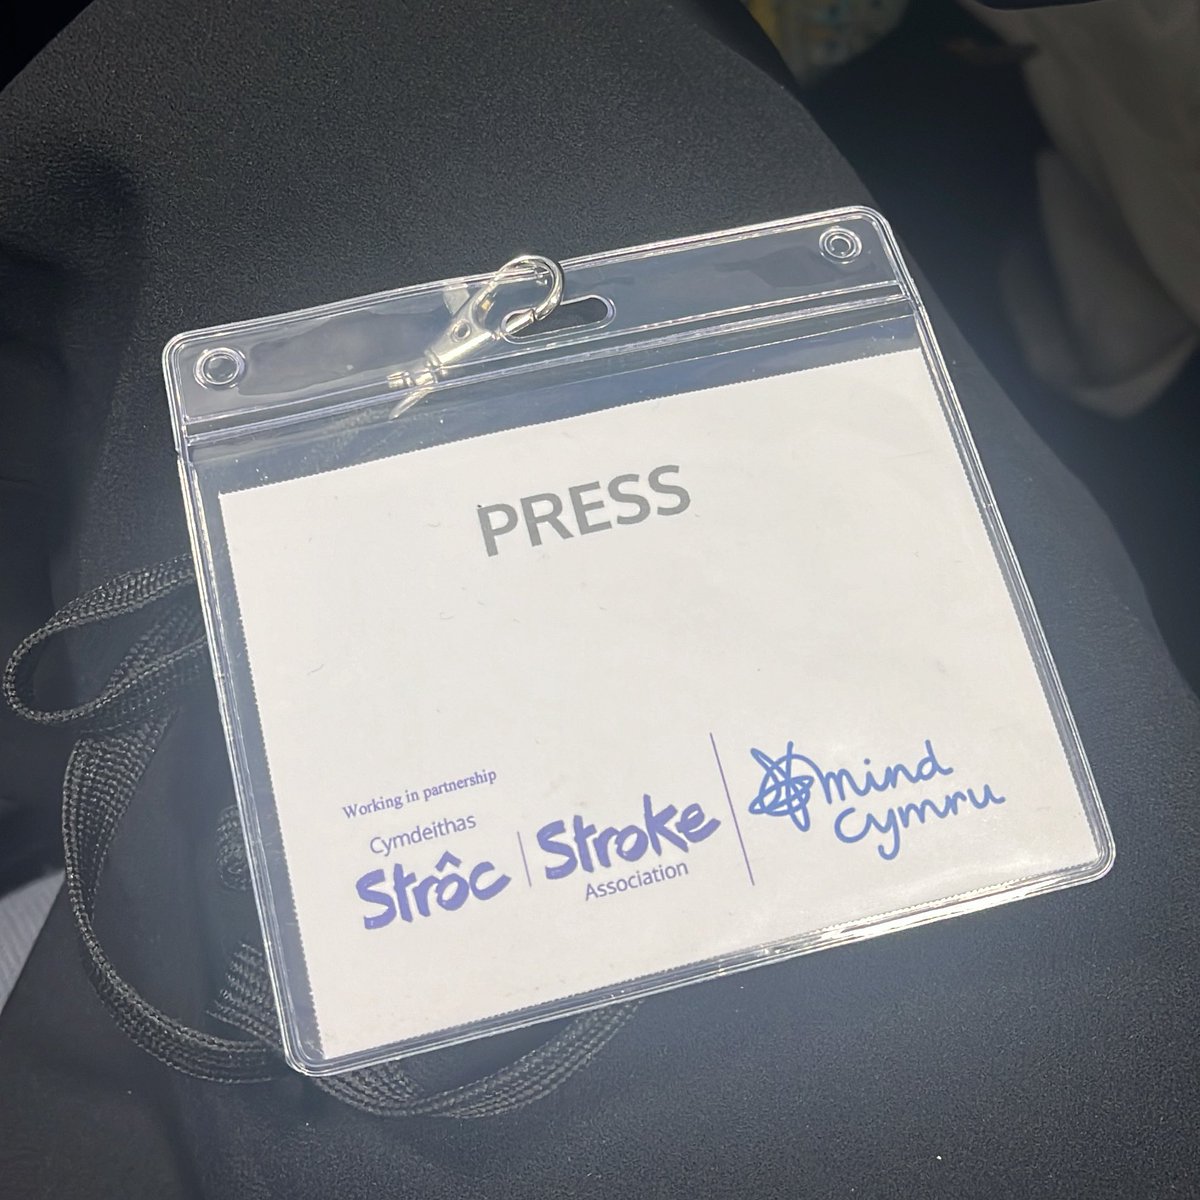 PRESS
Working in partnership
Cymdeithas
Strôc
Stroke
Association
mind
Cymru